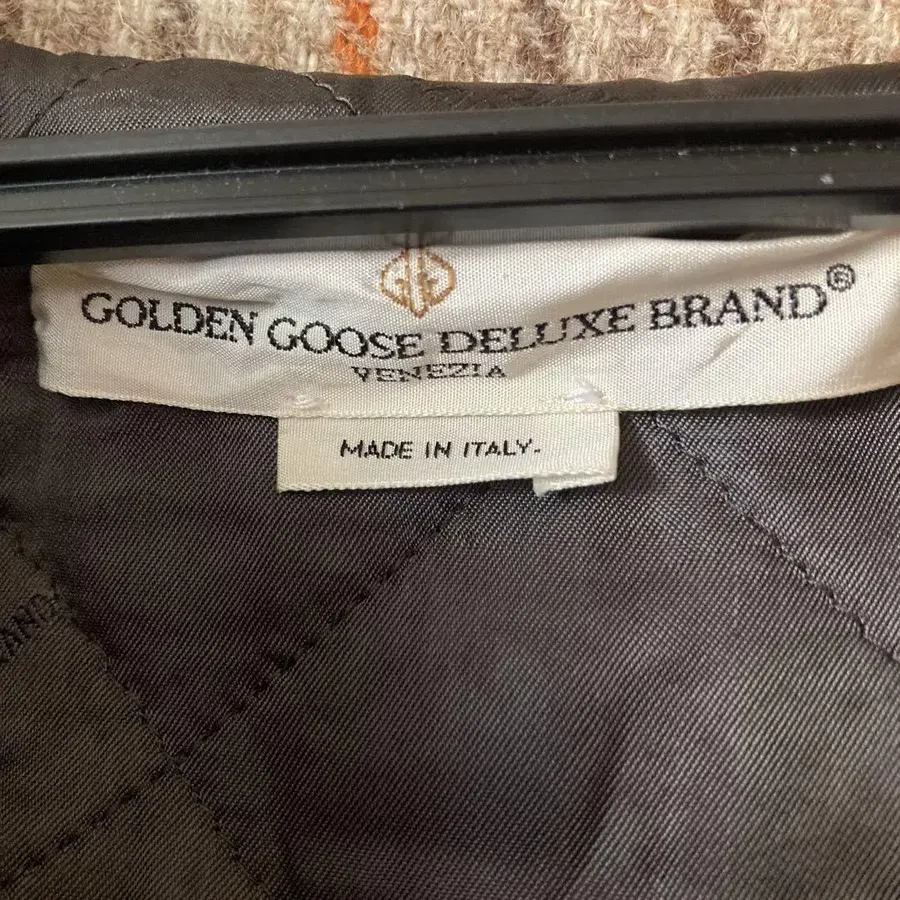 GOLDEN GOOSE DELUXE BRAND®
VENEZIA
MADE IN ITALY.